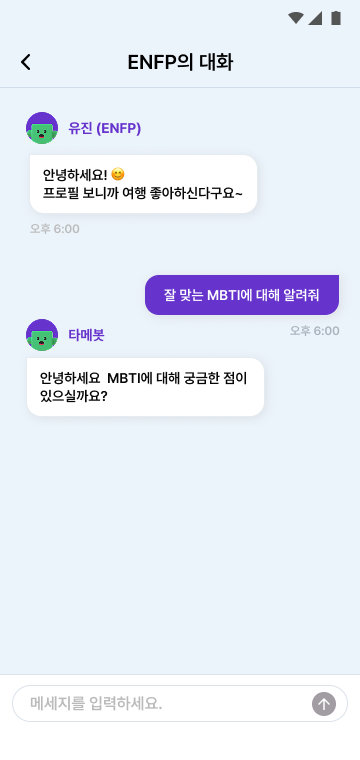 ENFP의 대화
유진 (ENFP)
안녕하세요! 😊
프로필 보니까 여행 좋아하신다구요~
오후 6:00
잘 맞는 MBTI에 대해 알려줘
오후 6:00
타메봇
안녕하세요  MBTI에 대해 궁금한 점이
있으실까요?
메세지를 입력하세요.